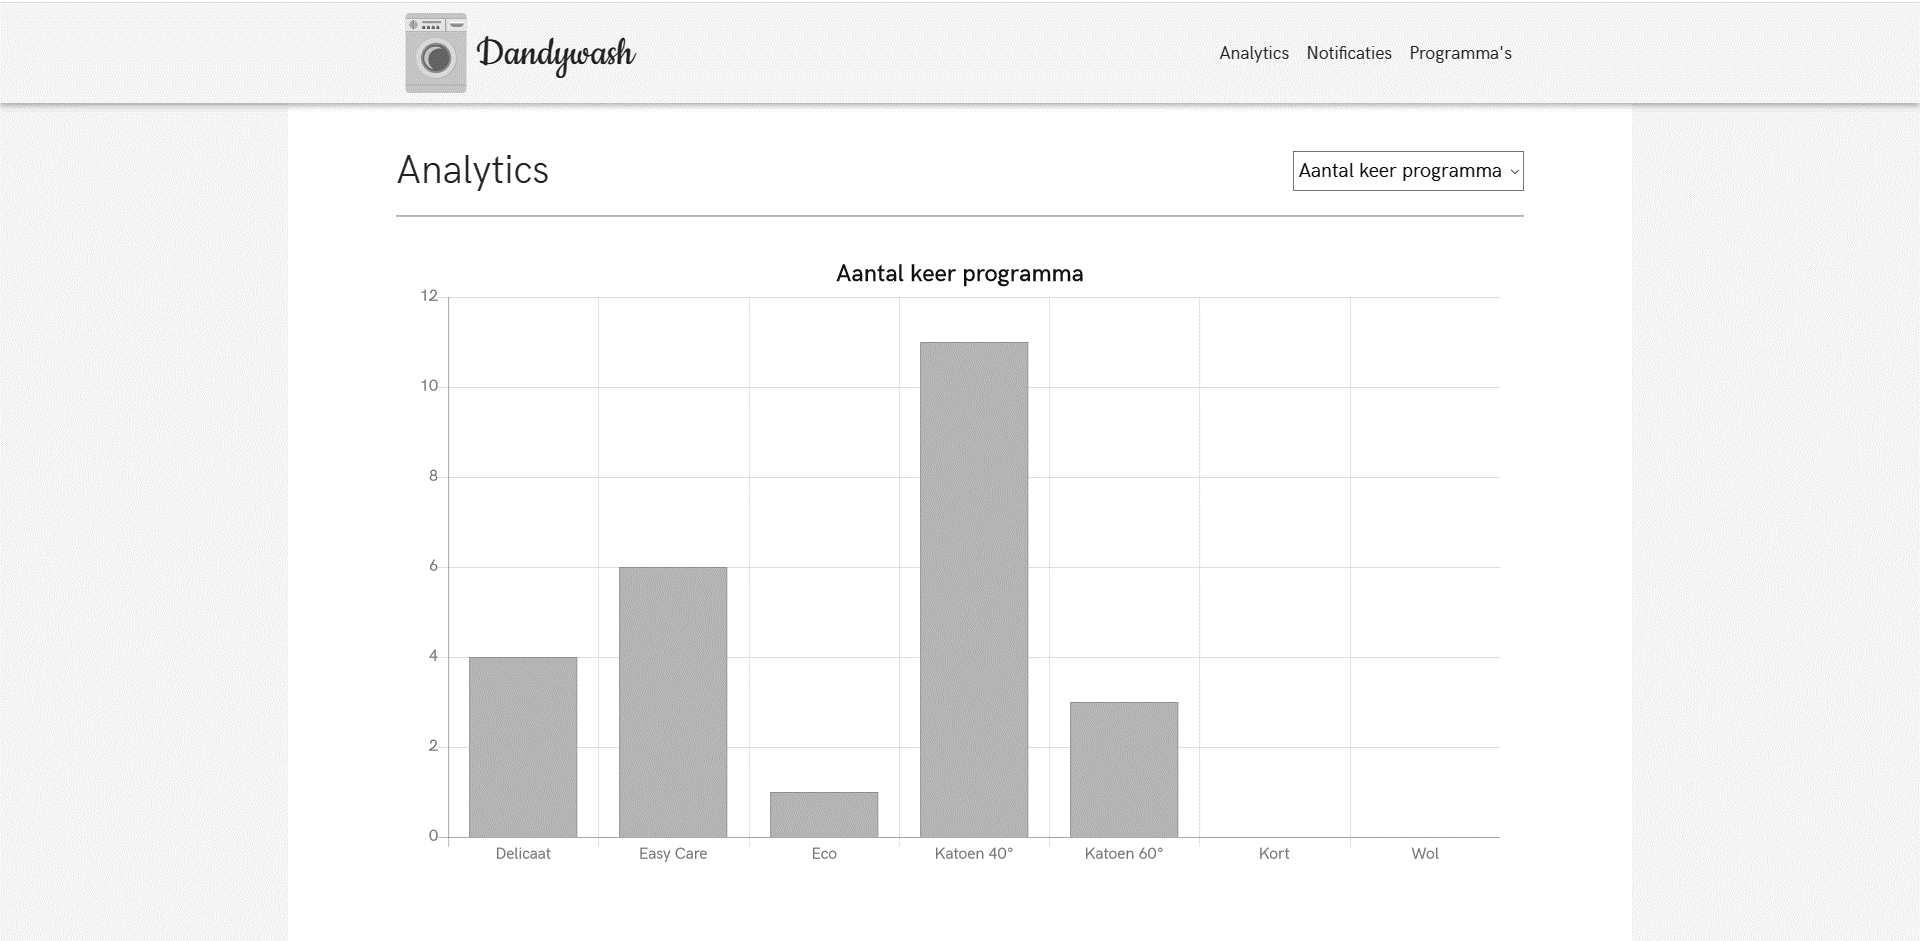 Dandywash
Analytics Notificaties Programma's
Analytics
Aantal keer programma
Aantal keer programma
12
10
8
6
4
2
0
Delicaat Easy Care Eco Katoen 40° Katoen 60° Kort Wol